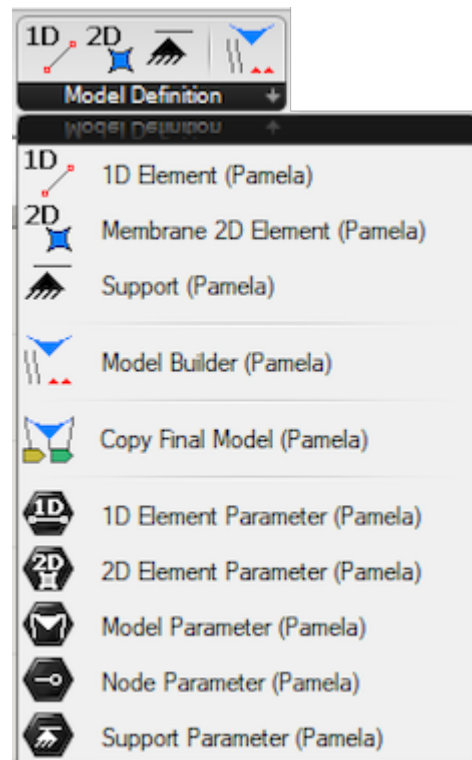 1D 2D
Model Definition
Model Definition
1D 1D Element (Pamela)
2D Membrane 2D Element (Pamela)
Support (Pamela)
Model Builder (Pamela)
Copy Final Model (Pamela)
1D 1D Element Parameter (Pamela)
2D 2D Element Parameter (Pamela)
Model Parameter (Pamela)
Node Parameter (Pamela)
Support Parameter (Pamela)